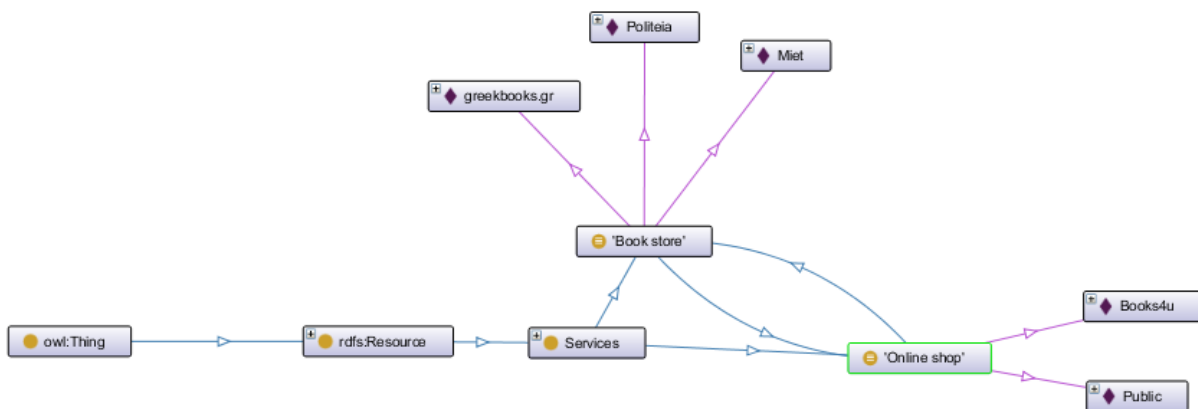 Politeia
Miet
greekbooks.gr
'Book store'
Books4u
owl:Thing
rdfs:Resource
Services
'Online shop'
Public